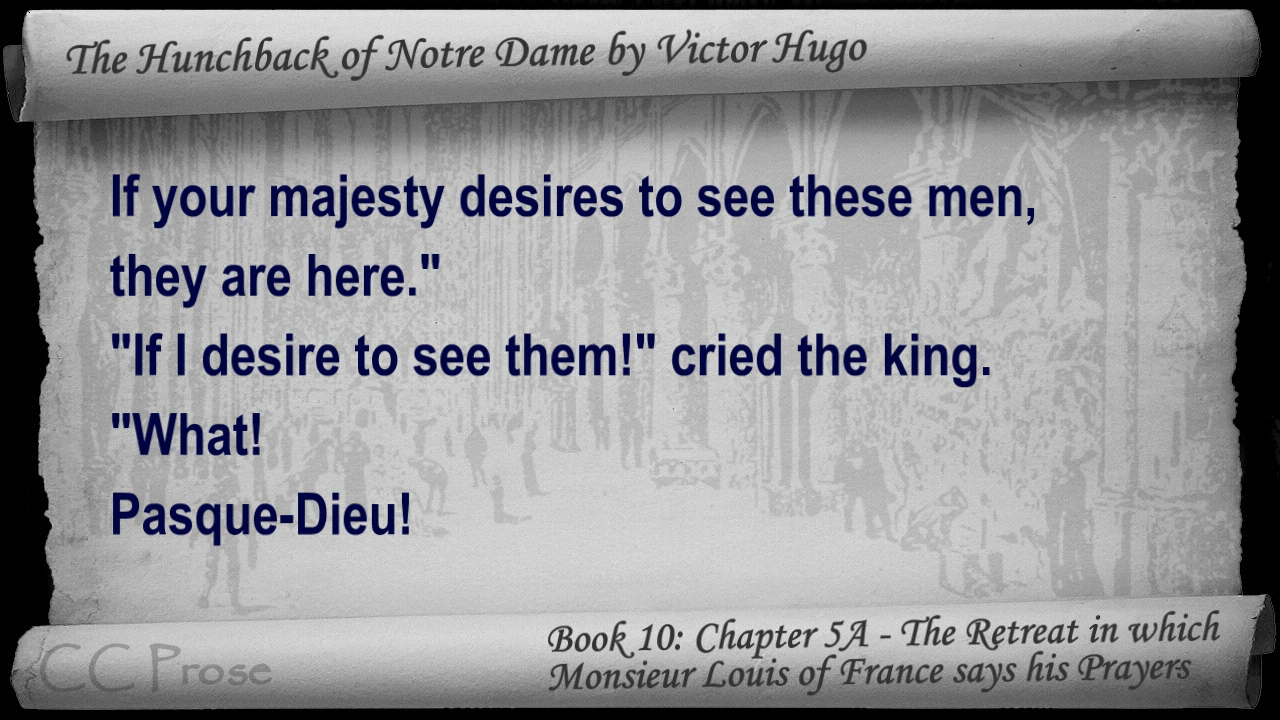 The Hunchback of Notre Dame by Victor Hugo
If your majesty desires to see these men,
they are here."
"If I desire to see them!" cried the king.
"What!
Pasque-Dieu!
Book 10: Chapter 5A - The Retreat in which
Monsieur Louis of France says his Prayers
CC Prose